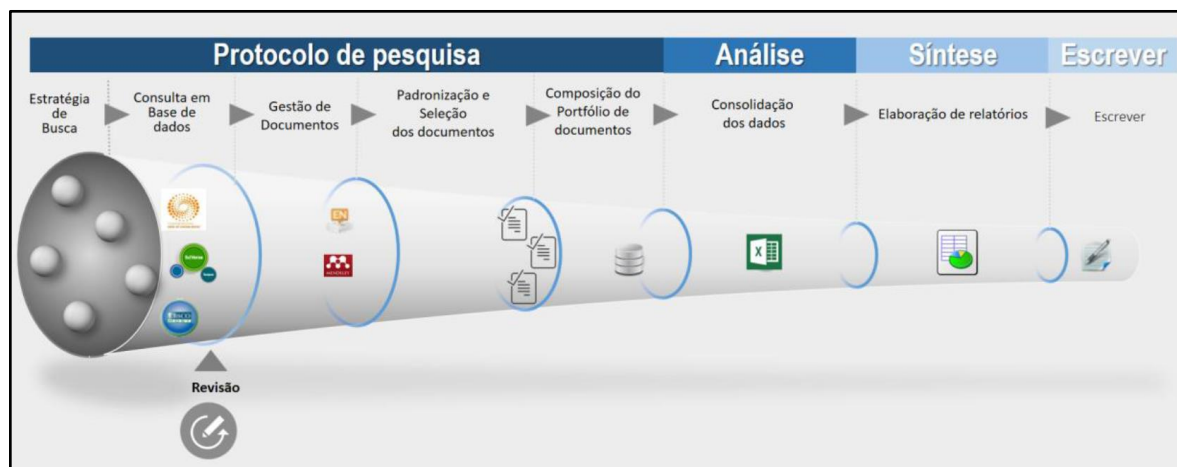 Protocolo de pesquisa
Análise
Síntese
Escrever
Estratégia
de
Busca
Consulta em
Base de
dados
Gestão de
Documentos
Padronização e
Seleção
dos documentos
Composição do
Portfólio de
documentos
Consolidação
dos dados
Elaboração de relatórios
Escrever
EN
MENDELEY
SciVerse
X
Revisão